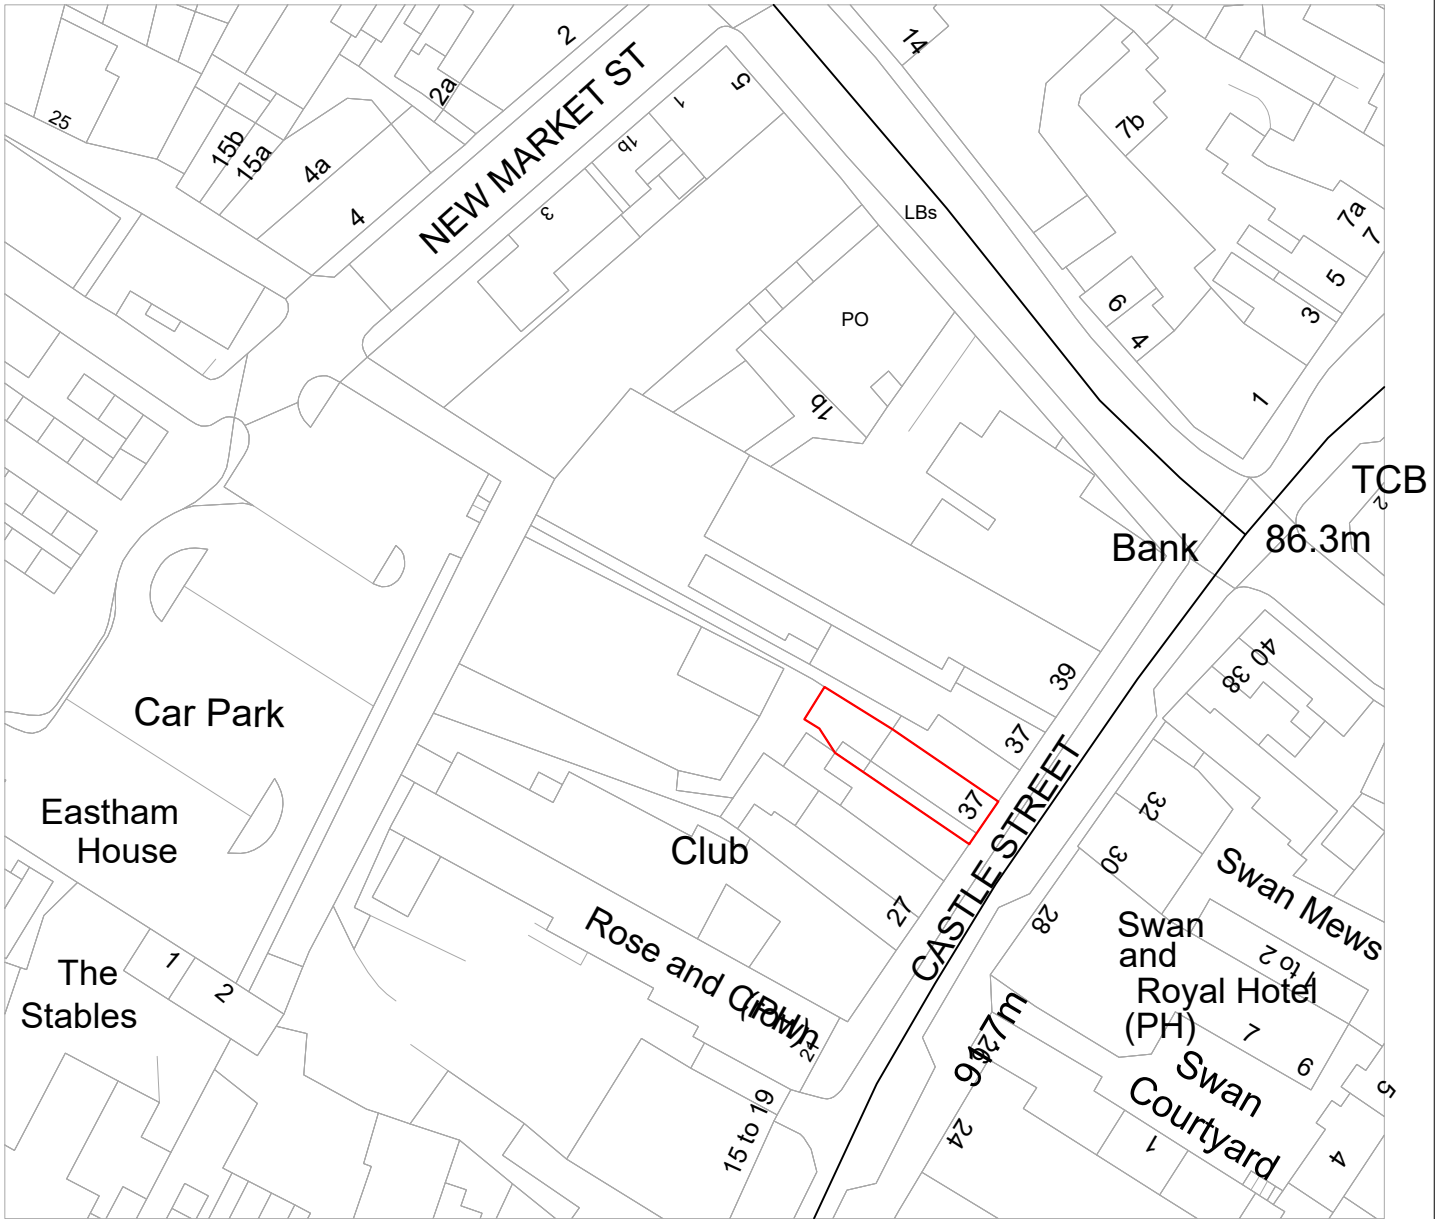 2
14
NEW MARKET ST
5
1
2a
25
15b
15a
4a
4
1b
3
7b
7a
7
LBs
5
3
6
4
1
PO
1b
TCB
2
86.3m
Bank
40
38
39
37
37
Car Park
CASTLE STREET
Eastham
House
Club
32
30
28
27
Swan Mews
Rose and Crown
(PH)
21
Swan
and
Royal Hotel
(PH)
1 to 2
The
Stables
1
2
91.7m
26
7
6
5
Swan
Courtyard
15 to 19
24
1
4